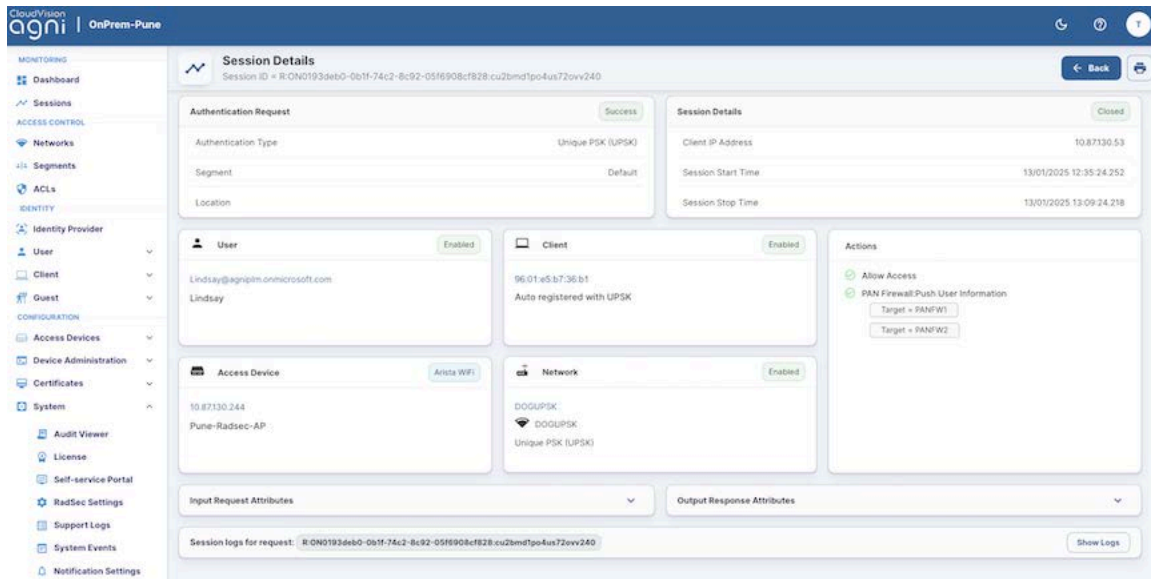 CloudVision
agni | OnPrem-Pune
T
MONITORING
Dashboard
Sessions
ACCESS CONTROL
Networks
Segments
ACLs
IDENTITY
Identity Provider
User
Client
Guest
CONFIGURATION
Access Devices
Device Administration
Certificates
System
Audit Viewer
License
Self-service Portal
RadSec Settings
Support Logs
System Events
Notification Settings
Session Details
Session ID = R:ON0193deb0-0b1f-74c2-8c92-05f6908cf828:cu2bmd1po4us72ovv240
← Back
Authentication Request Success
Authentication Type Unique PSK (UPSK)
Segment Default
Location
Session Details Closed
Client IP Address 10.87.130.53
Session Start Time 13/01/2025 12:35:24.252
Session Stop Time 13/01/2025 13:09:24.218
User Enabled
Lindsay@agniplm.onmicrosoft.com
Lindsay
Client Enabled
96:01:e5:b7:36:b1
Auto registered with UPSK
Actions
Allow Access
PAN Firewall:Push User Information
Target = PANFW1
Target = PANFW2
Access Device Arista WiFi
10.87.130.244
Pune-Radsec-AP
Network Enabled
DOGUPSK
DOGUPSK
Unique PSK (UPSK)
Input Request Attributes
Output Response Attributes
Session logs for request: R:ON0193deb0-0b1f-74c2-8c92-05f6908cf828:cu2bmd1po4us72ovv240
Show Logs